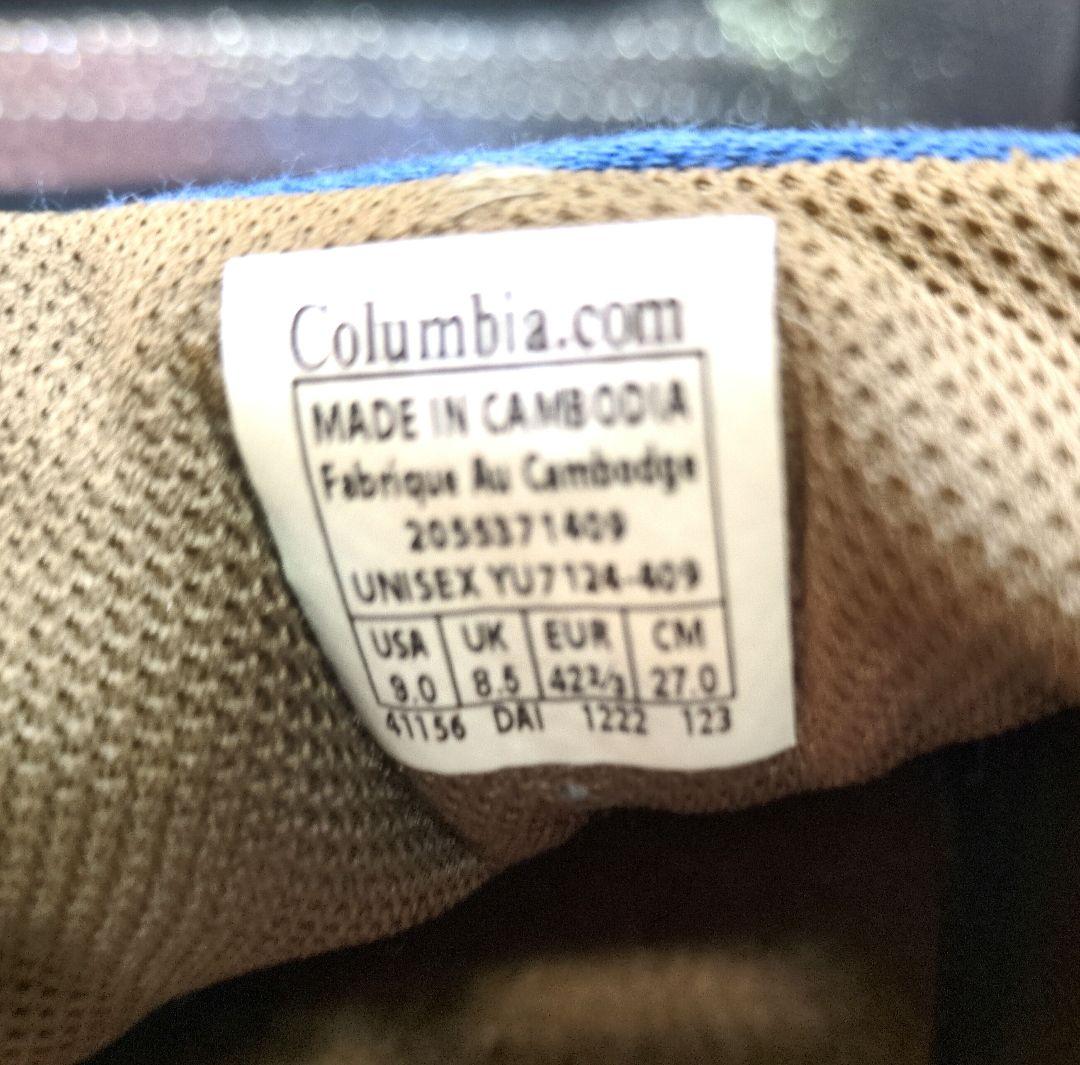 Columbia.com
MADE IN CAMBODIA
Fabrique Au Cambodge
2055371409
UNISEX YU7124-409
USA UK EUR CM
9.0 8.5 42⅔ 27.0
41156 DAI 1222 123